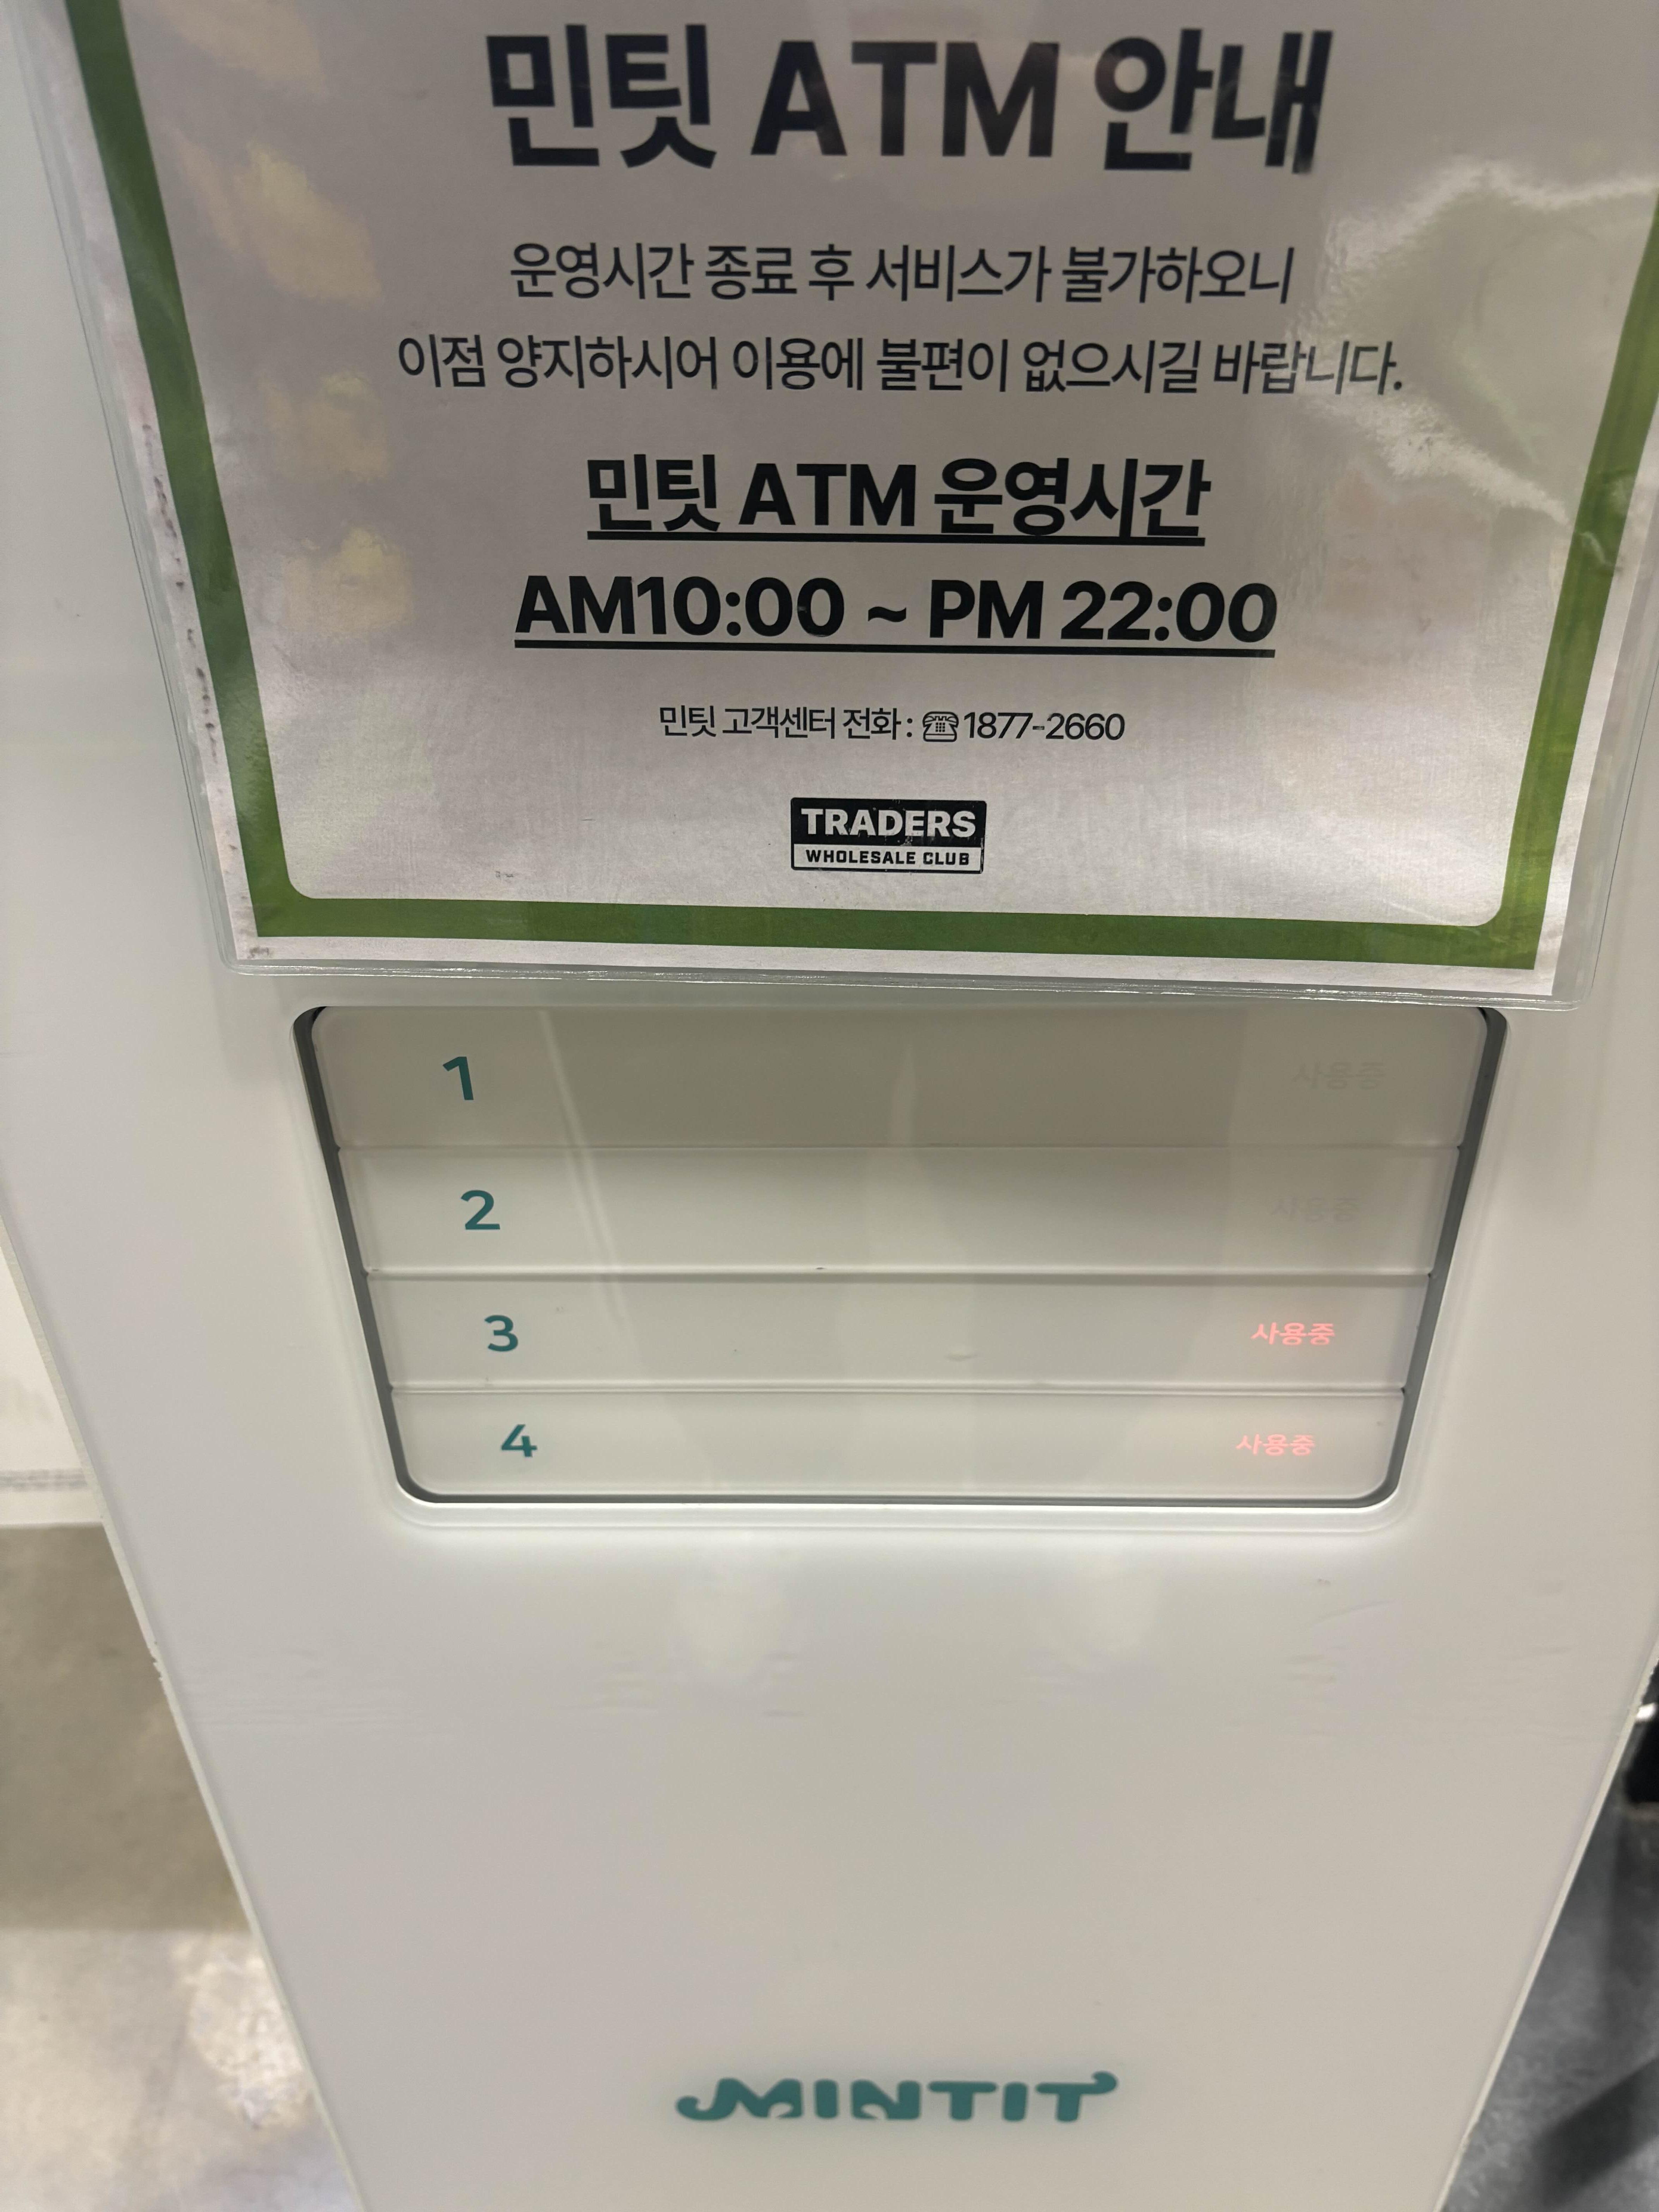 민팃 ATM 안내
운영시간 종료 후 서비스가 불가하오니
이점 양지하시어 이용에 불편이 없으시길 바랍니다.
민팃 ATM 운영시간
AM10:00 ~ PM 22:00
민팃 고객센터 전화 : ☏1877-2660
TRADERS
WHOLESALE CLUB
1 사용중
2 사용중
3 사용중
4 사용중
MINTIT